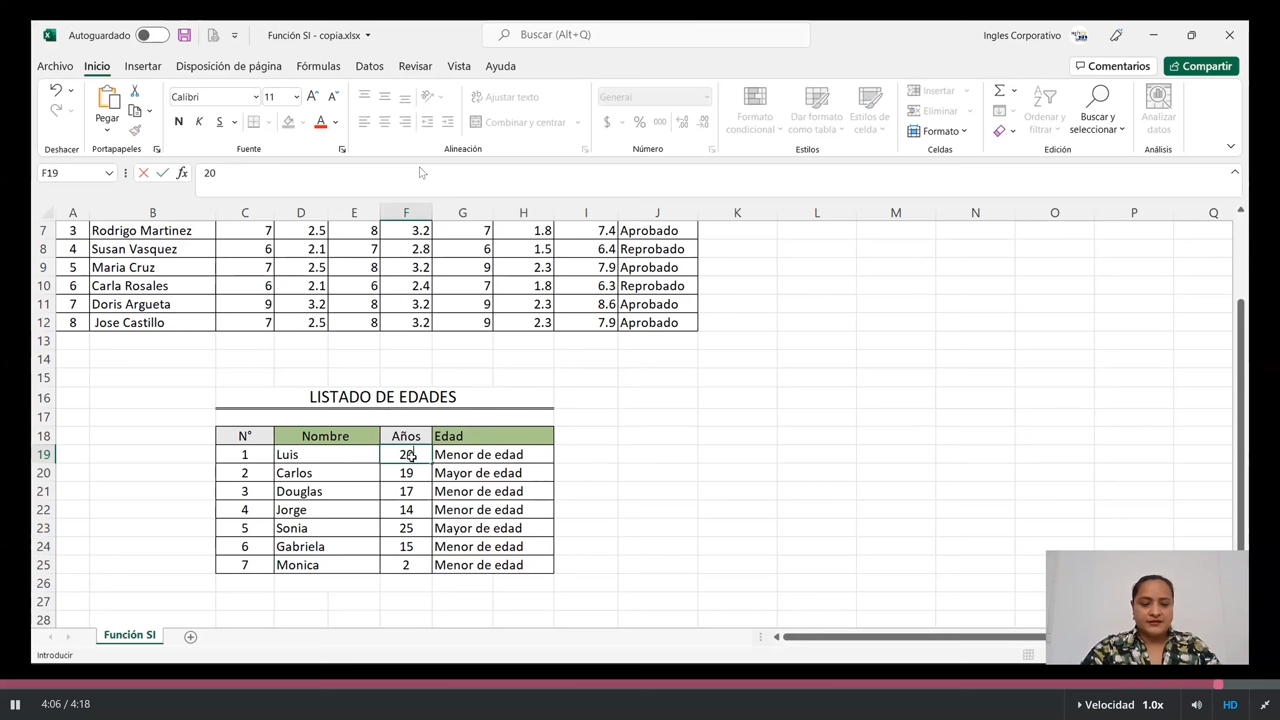 Autoguardado
Función SI - copia.xlsx
Buscar (Alt+Q)
Ingles Corporativo
Archivo Inicio Insertar Disposición de página Fórmulas Datos Revisar Vista Ayuda
Comentarios Compartir
Pegar
Calibri 11
N K S
Ajustar texto
Combinar y centrar
General
$ % 000
Formato condicional
Dar formato como tabla
Estilos de celda
Insertar
Eliminar
Formato
Ordenar y filtrar
Buscar y seleccionar
Analizar datos
Deshacer Portapapeles Fuente Alineación Número Estilos Celdas Edición Análisis
F19 fx 20
A B C D E F G H I J K L M N O P Q
7 3 Rodrigo Martinez 7 2.5 8 3.2 7 1.8 7.4 Aprobado
8 4 Susan Vasquez 6 2.1 7 2.8 6 1.5 6.4 Reprobado
9 5 Maria Cruz 7 2.5 8 3.2 9 2.3 7.9 Aprobado
10 6 Carla Rosales 6 2.1 6 2.4 7 1.8 6.3 Reprobado
11 7 Doris Argueta 9 3.2 8 3.2 9 2.3 8.6 Aprobado
12 8 Jose Castillo 7 2.5 8 3.2 9 2.3 7.9 Aprobado
13
14
15
16 LISTADO DE EDADES
17
18 N° Nombre Años Edad
19 1 Luis 20 Menor de edad
20 2 Carlos 19 Mayor de edad
21 3 Douglas 17 Menor de edad
22 4 Jorge 14 Menor de edad
23 5 Sonia 25 Mayor de edad
24 6 Gabriela 15 Menor de edad
25 7 Monica 2 Menor de edad
26
27
28
Función SI
Introducir
4:06 / 4:18
Velocidad 1.0x
HD